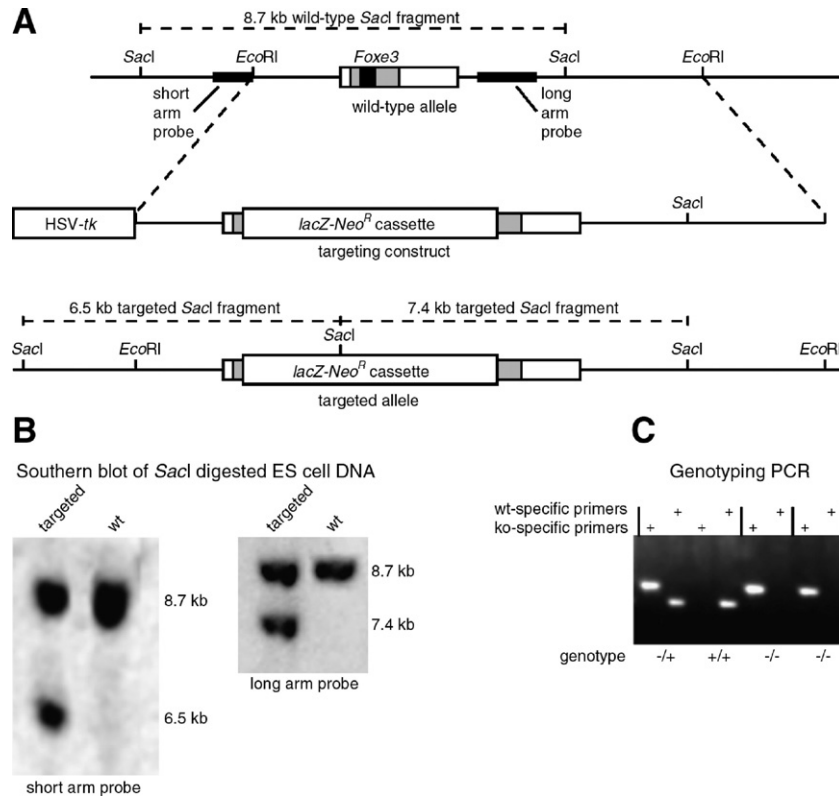 A
8.7 kb wild-type SacI fragment
SacI EcoRI Foxe3 SacI EcoRI
short arm probe
wild-type allele
long arm probe
HSV-tk
lacZ-NeoR cassette
SacI
targeting construct
6.5 kb targeted SacI fragment 7.4 kb targeted SacI fragment
SacI EcoRI SacI SacI EcoRI
lacZ-NeoR cassette
targeted allele
B
Southern blot of SacI digested ES cell DNA
targeted wt
8.7 kb
6.5 kb
short arm probe
targeted wt
8.7 kb
7.4 kb
long arm probe
C
Genotyping PCR
wt-specific primers + + + +
ko-specific primers + + + +
genotype -/+ +/+ -/- -/-